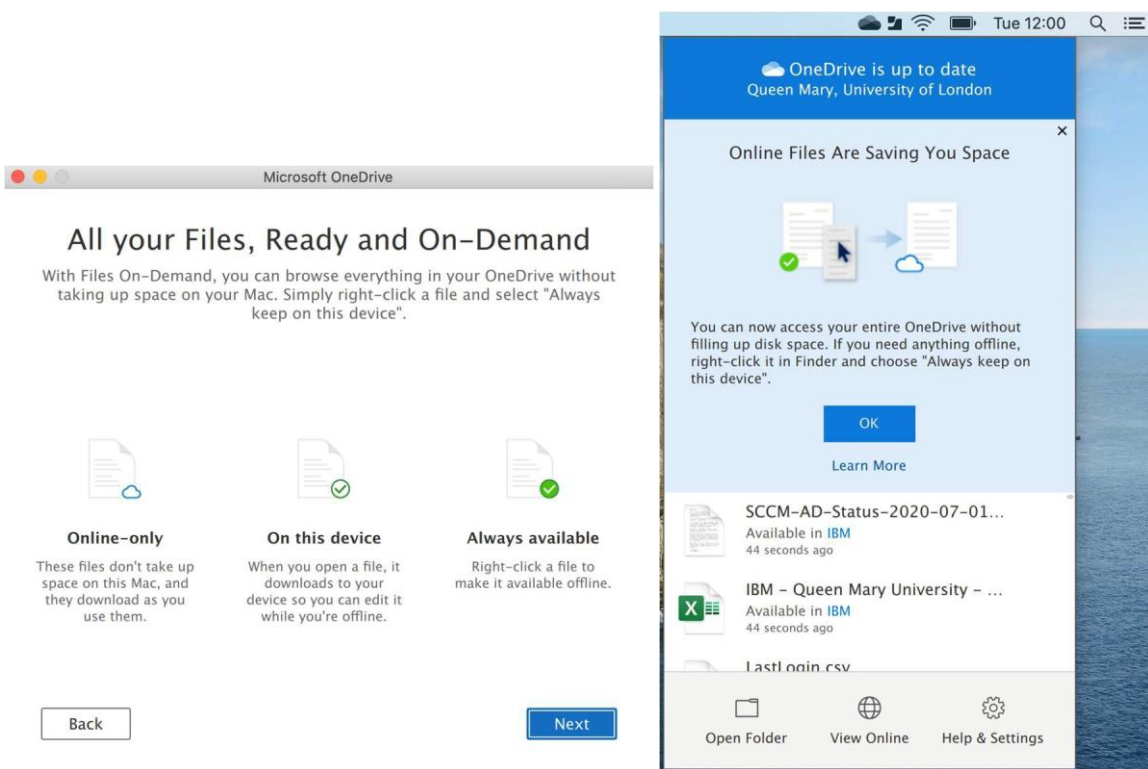 Microsoft OneDrive
All your Files, Ready and On-Demand
With Files On-Demand, you can browse everything in your OneDrive without
taking up space on your Mac. Simply right-click a file and select "Always
keep on this device".
Online-only
These files don't take up
space on this Mac, and
they download as you
use them.
On this device
When you open a file, it
downloads to your
device so you can edit it
while you're offline.
Always available
Right-click a file to
make it available offline.
Back
Next
Tue 12:00
OneDrive is up to date
Queen Mary, University of London
Online Files Are Saving You Space
You can now access your entire OneDrive without
filling up disk space. If you need anything offline,
right-click it in Finder and choose "Always keep on
this device".
OK
Learn More
SCCM-AD-Status-2020-07-01...
Available in IBM
44 seconds ago
IBM - Queen Mary University - ...
Available in IBM
44 seconds ago
LastLogin.csv
Open Folder
View Online
Help & Settings